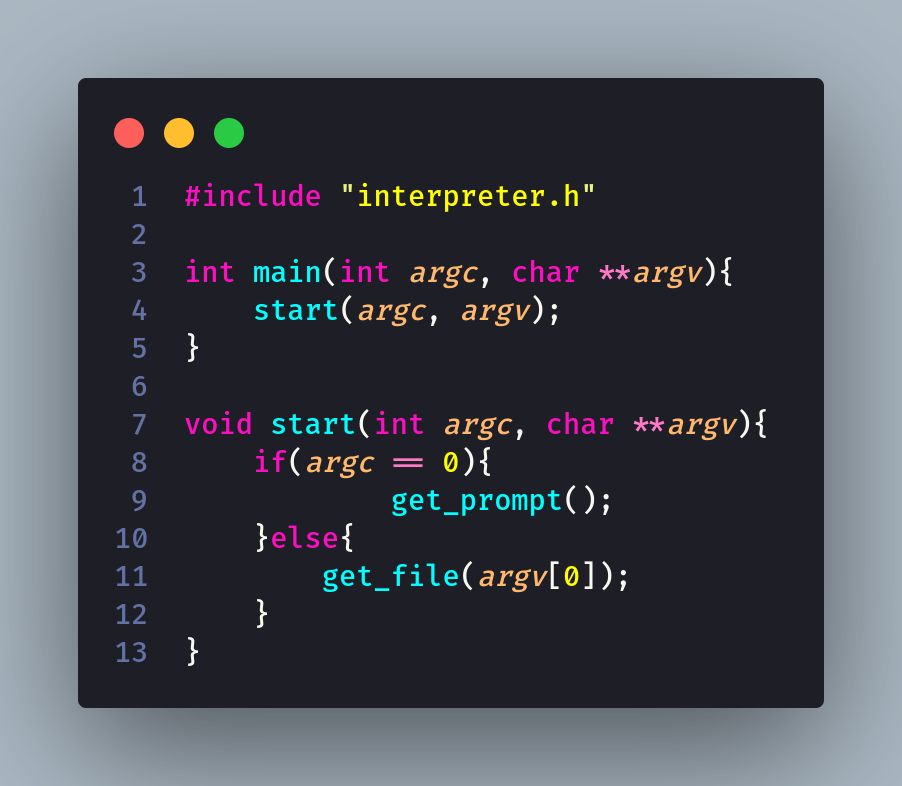 1 #include "interpreter.h"
2
3 int main(int argc, char **argv){
4     start(argc, argv);
5 }
6
7 void start(int argc, char **argv){
8     if(argc == 0){
9             get_prompt();
10     }else{
11         get_file(argv[0]);
12     }
13 }